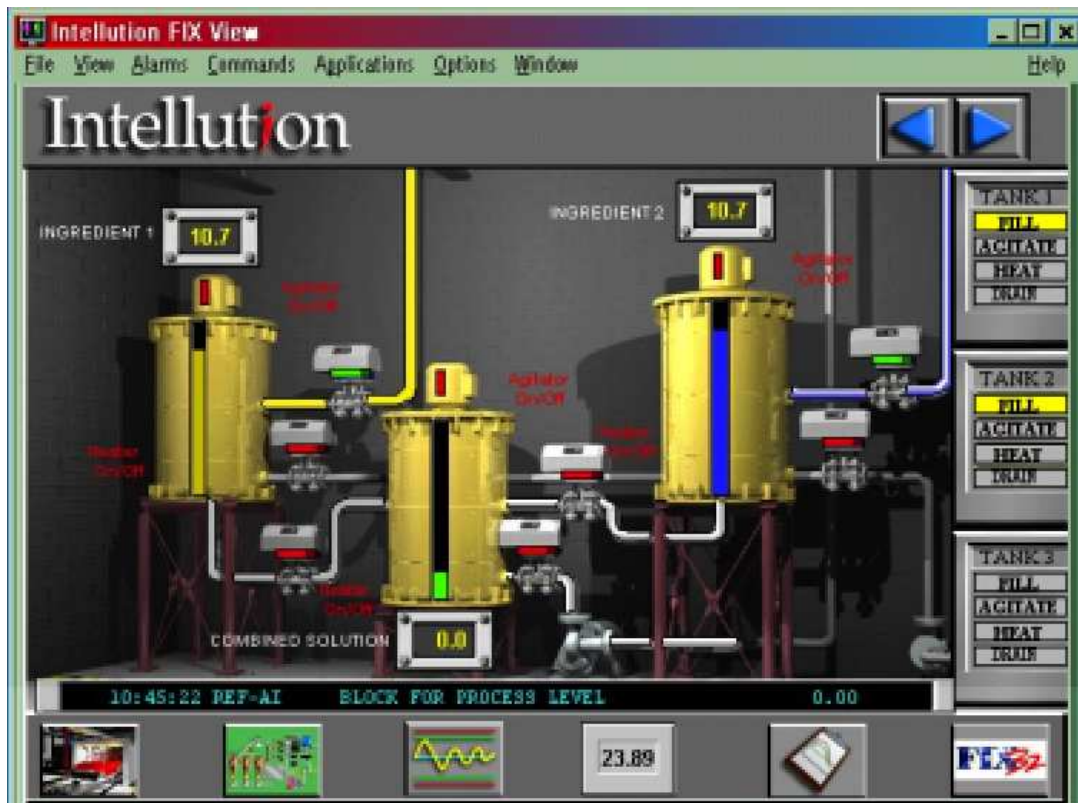 Intellution FIX View
File View Alarms Commands Applications Options Window Help
Intellution
INGREDIENT 1
10.7
INGREDIENT 2
10.7
Agitator
On/Off
Agitator
On/Off
Agitator
On/Off
Heater
On/Off
Heater
On/Off
Heater
On/Off
COMBINED SOLUTION
0.0
TANK 1
FILL
AGITATE
HEAT
DRAIN
TANK 2
FILL
AGITATE
HEAT
DRAIN
TANK 3
FILL
AGITATE
HEAT
DRAIN
10:45:22 REF-AI BLOCK FOR PROCESS LEVEL 0.00
23.89
FIX32